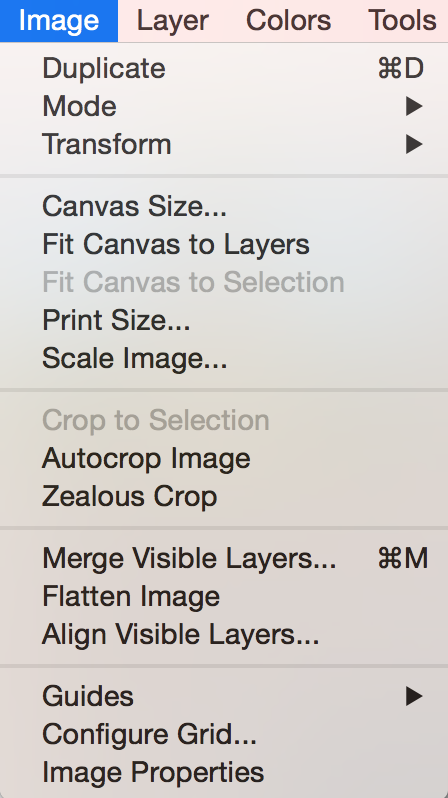 Image Layer Colors Tools
Duplicate ⌘D
Mode ▶
Transform ▶
Canvas Size...
Fit Canvas to Layers
Fit Canvas to Selection
Print Size...
Scale Image...
Crop to Selection
Autocrop Image
Zealous Crop
Merge Visible Layers... ⌘M
Flatten Image
Align Visible Layers...
Guides ▶
Configure Grid...
Image Properties